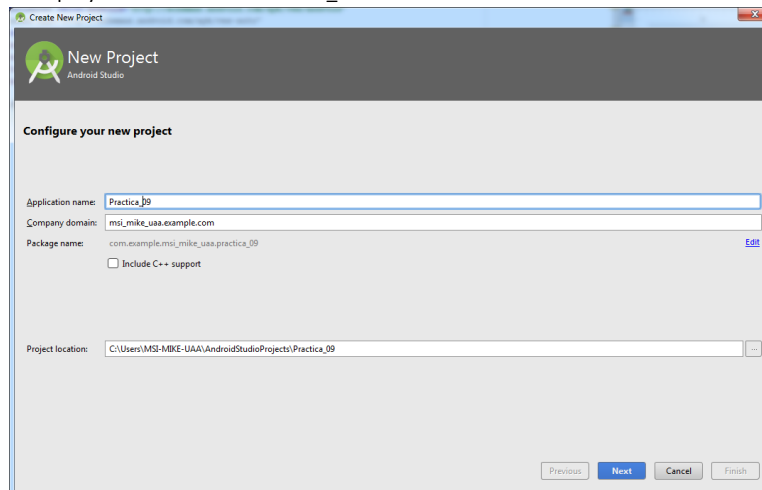 Create New Project
New Project
Android Studio
Configure your new project
Application name: Practica_09
Company domain: msi_mike_uaa.example.com
Package name: com.example.msi_mike_uaa.practica_09 Edit
Include C++ support
Project location: C:\Users\MSI-MIKE-UAA\AndroidStudioProjects\Practica_09 ...
Previous Next Cancel Finish